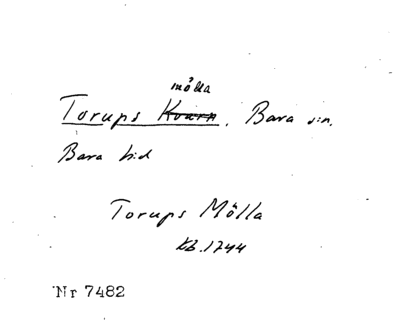 mölla
Torups Kvarn. Bara sn.
Bara hd
Torups Mölla
KB. 1744
Nr 7482